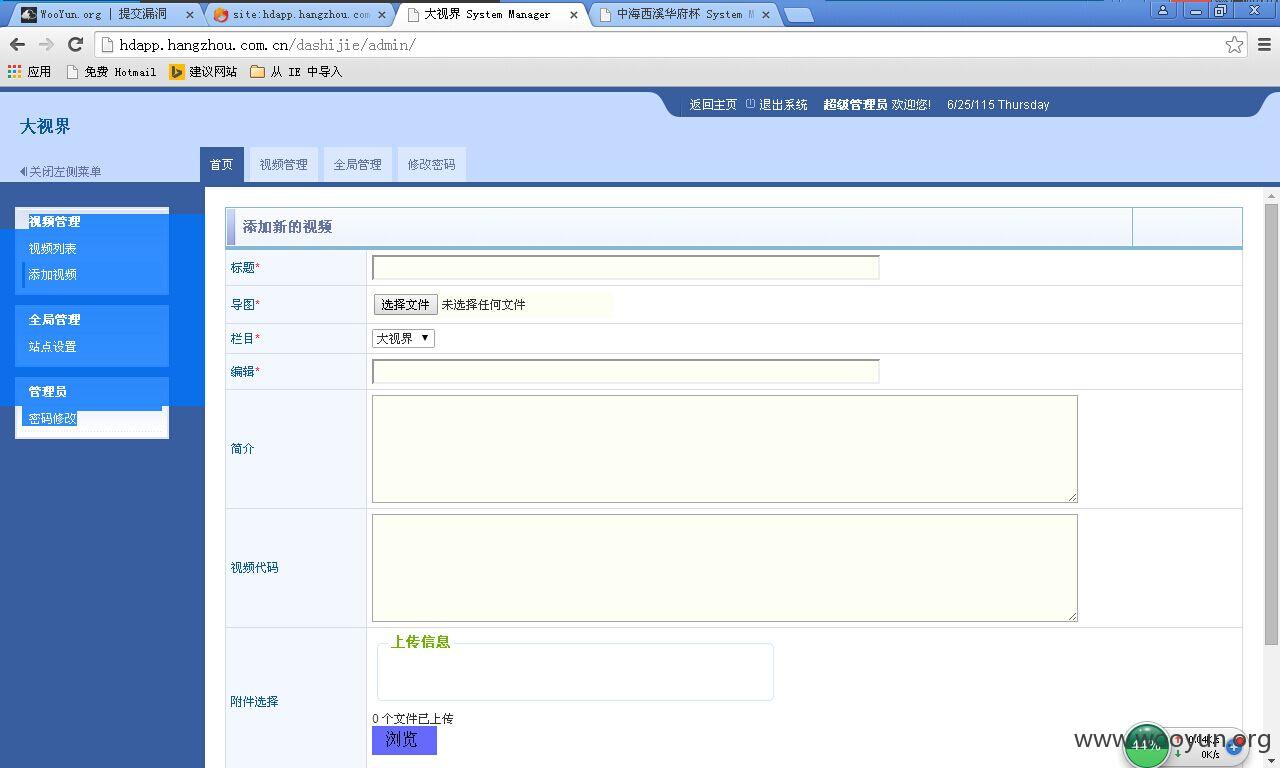 WooYun.org | 提交漏洞
site:hdapp.hangzhou.com
大视界 System Manager
中海西溪华府杯 System M
hdapp.hangzhou.com.cn/dashijie/admin/
应用
免费 Hotmail
建议网站
从 IE 中导入
返回主页
退出系统
超级管理员 欢迎您!
6/25/115 Thursday
大视界
关闭左侧菜单
首页
视频管理
全局管理
修改密码
视频管理
视频列表
添加视频
全局管理
站点设置
管理员
密码修改
添加新的视频
标题*
导图*
选择文件 未选择任何文件
栏目*
大视界
编辑*
简介
视频代码
附件选择
上传信息
0 个文件已上传
浏览
www.wooyun.org
44%
0K/s